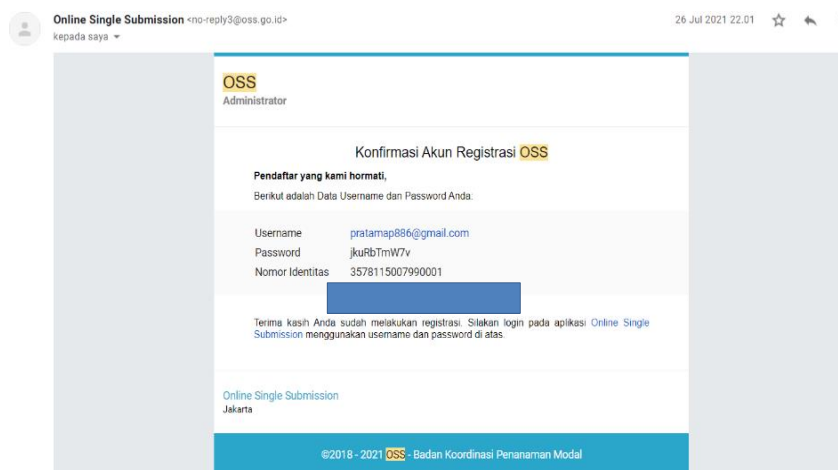 Online Single Submission <no-reply3@oss.go.id>
26 Jul 2021 22.01
kepada saya
OSS
Administrator
Konfirmasi Akun Registrasi OSS
Pendaftar yang kami hormati,
Berikut adalah Data Username dan Password Anda:
Username pratamap886@gmail.com
Password jkuRbTmW7v
Nomor Identitas 3578115007990001
Terima kasih Anda sudah melakukan registrasi. Silakan login pada aplikasi Online Single
Submission menggunakan username dan password di atas.
Online Single Submission
Jakarta
©2018 - 2021 OSS - Badan Koordinasi Penanaman Modal